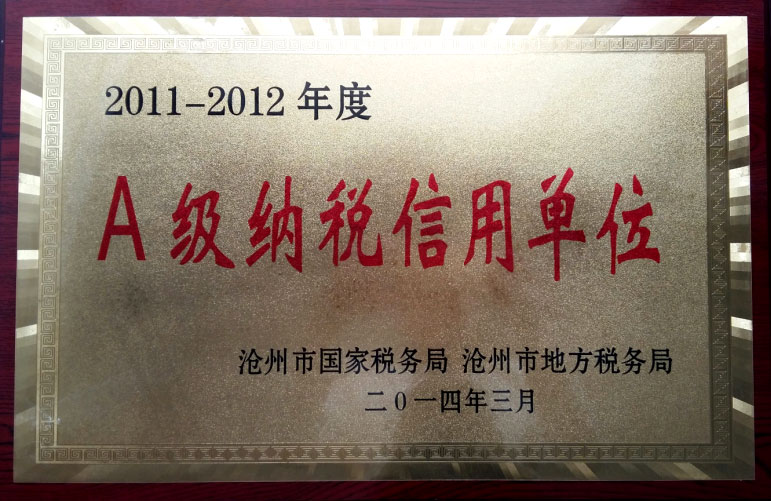 2011-2012年度
A级纳税信用单位
沧州市国家税务局 沧州市地方税务局
二0一四年三月